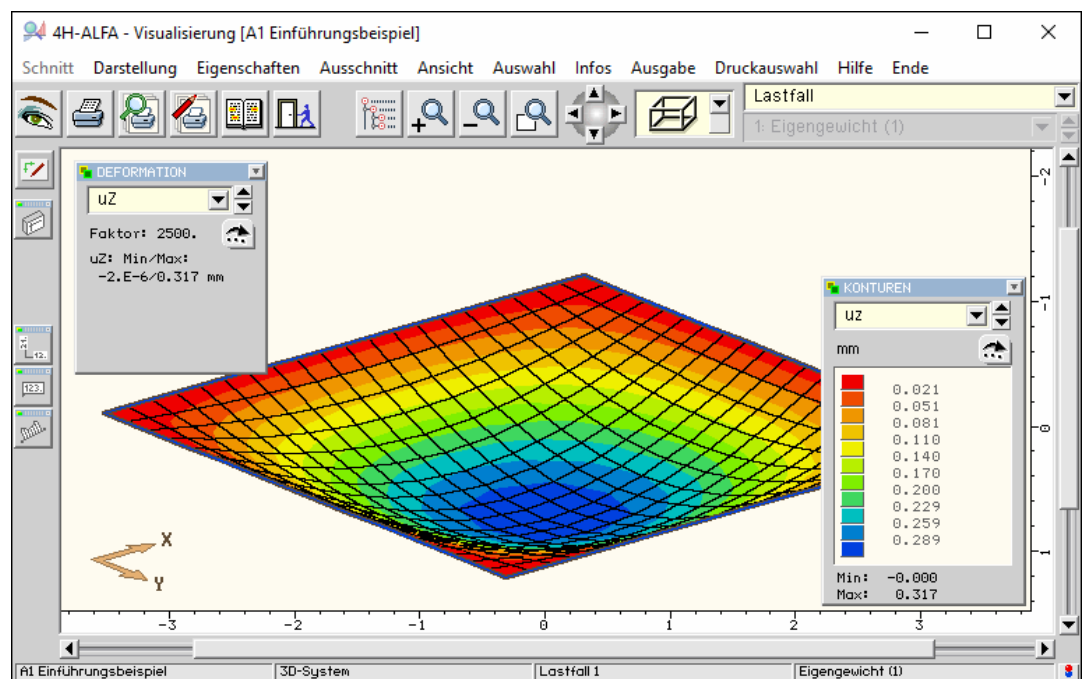 4H-ALFA - Visualisierung [A1 Einführungsbeispiel]
Schnitt Darstellung Eigenschaften Ausschnitt Ansicht Auswahl Infos Ausgabe Druckauswahl Hilfe Ende
Lastfall
1: Eigengewicht (1)
DEFORMATION
uZ
Faktor: 2500.
uZ: Min/Max:
-2.E-6/0.317 mm
KONTUREN
uz
mm
0.021
0.051
0.081
0.110
0.140
0.170
0.200
0.229
0.259
0.289
Min: -0.000
Max: 0.317
21.
12.
123.
X
Y
-2
-1
0
1
-3 -2 -1 0 1 2 3
A1 Einführungsbeispiel 3D-System Lastfall 1 Eigengewicht (1)